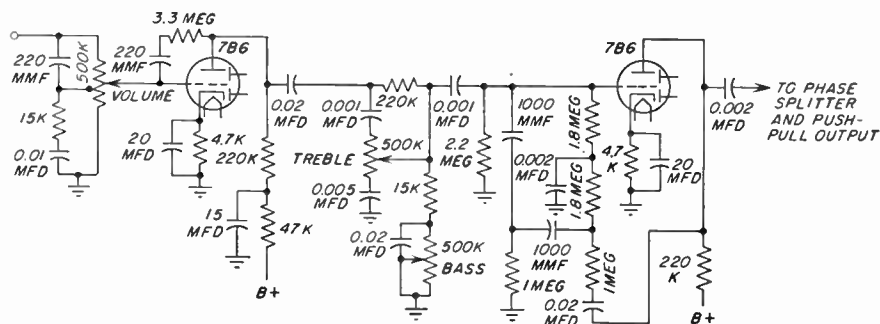 3.3 MEG
7B6
220 MMF
500K
220 MMF
VOLUME
15K
0.01 MFD
20 MFD
4.7K
220K
15 MFD
47K
B+
0.02 MFD
0.001 MFD
220K
0.001 MFD
TREBLE
500K
0.005 MFD
15K
0.02 MFD
500K
BASS
2.2 MEG
1000 MMF
0.002 MFD
1.8 MEG
1.8 MEG
1000 MMF
1 MEG
1 MEG
0.02 MFD
7B6
4.7 K
20 MFD
220 K
B+
0.002 MFD
TO PHASE
SPLITTER
AND PUSH-
PULL OUTPUT